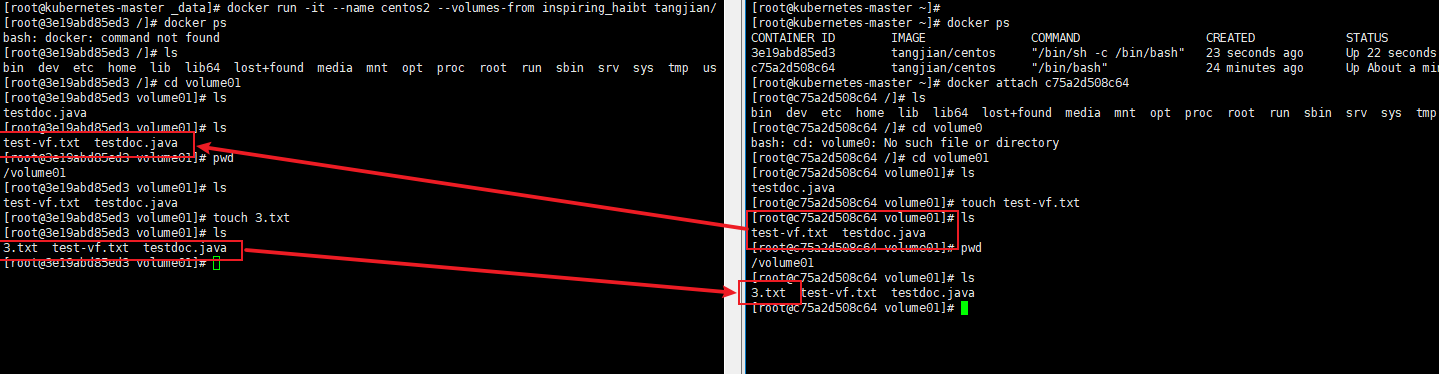 [root@kubernetes-master _data]# docker run -it --name centos2 --volumes-from inspiring_haibt tangjian/
[root@3e19abd85ed3 /]# docker ps
bash: docker: command not found
[root@3e19abd85ed3 /]# ls
bin  dev  etc  home  lib  lib64  lost+found  media  mnt  opt  proc  root  run  sbin  srv  sys  tmp  us
[root@3e19abd85ed3 /]# cd volume01
[root@3e19abd85ed3 volume01]# ls
testdoc.java
[root@3e19abd85ed3 volume01]# ls
test-vf.txt  testdoc.java
[root@3e19abd85ed3 volume01]# pwd
/volume01
[root@3e19abd85ed3 volume01]# ls
test-vf.txt  testdoc.java
[root@3e19abd85ed3 volume01]# touch 3.txt
[root@3e19abd85ed3 volume01]# ls
3.txt  test-vf.txt  testdoc.java
[root@3e19abd85ed3 volume01]#
[root@kubernetes-master ~]#
[root@kubernetes-master ~]# docker ps
CONTAINER ID        IMAGE               COMMAND                  CREATED             STATUS
3e19abd85ed3        tangjian/centos     "/bin/sh -c /bin/bash"   23 seconds ago      Up 22 seconds
c75a2d508c64        tangjian/centos     "/bin/bash"              24 minutes ago      Up About a mi
[root@kubernetes-master ~]# docker attach c75a2d508c64
[root@c75a2d508c64 /]# ls
bin  dev  etc  home  lib  lib64  lost+found  media  mnt  opt  proc  root  run  sbin  srv  sys  tmp
[root@c75a2d508c64 /]# cd volume0
bash: cd: volume0: No such file or directory
[root@c75a2d508c64 /]# cd volume01
[root@c75a2d508c64 volume01]# ls
testdoc.java
[root@c75a2d508c64 volume01]# touch test-vf.txt
[root@c75a2d508c64 volume01]# ls
test-vf.txt  testdoc.java
[root@c75a2d508c64 volume01]# pwd
/volume01
[root@c75a2d508c64 volume01]# ls
3.txt  test-vf.txt  testdoc.java
[root@c75a2d508c64 volume01]#